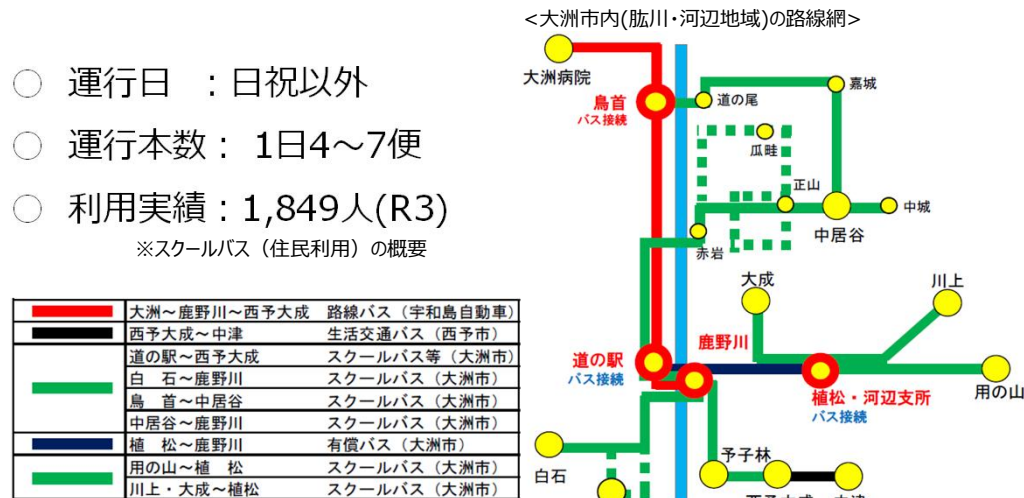 <大洲市内(肱川・河辺地域)の路線網>
○ 運行日 ：日祝以外
○ 運行本数：1日4～7便
○ 利用実績：1,849人(R3)
※スクールバス（住民利用）の概要
大洲～鹿野川～西予大成 路線バス（宇和島自動車）
西予大成～中津 生活交通バス（西予市）
道の駅～西予大成 スクールバス等（大洲市）
白 石～鹿野川 スクールバス（大洲市）
鳥 首～中居谷 スクールバス（大洲市）
中居谷～鹿野川 スクールバス（大洲市）
植 松～鹿野川 有償バス（大洲市）
用の山～植 松 スクールバス（大洲市）
川上・大成～植松 スクールバス（大洲市）
大洲病院
鳥首
バス接続
道の尾
嘉城
瓜畦
正山
中城
中居谷
赤岩
大成
川上
鹿野川
道の駅
バス接続
植松・河辺支所
バス接続
用の山
白石
予子林
西予大成
中津